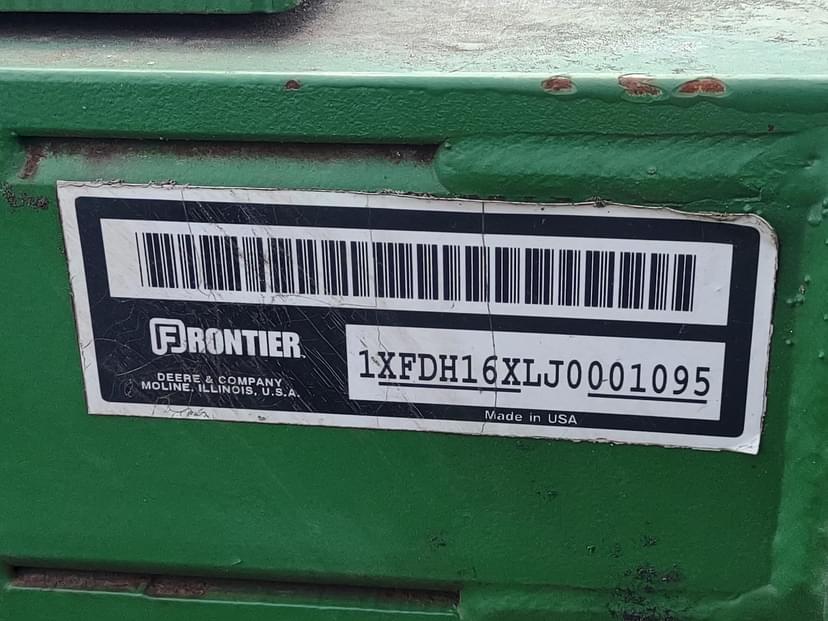 FRONTIER
DEERE & COMPANY
MOLINE, ILLINOIS, U.S.A.
1XFDH16XLJ0001095
Made in USA